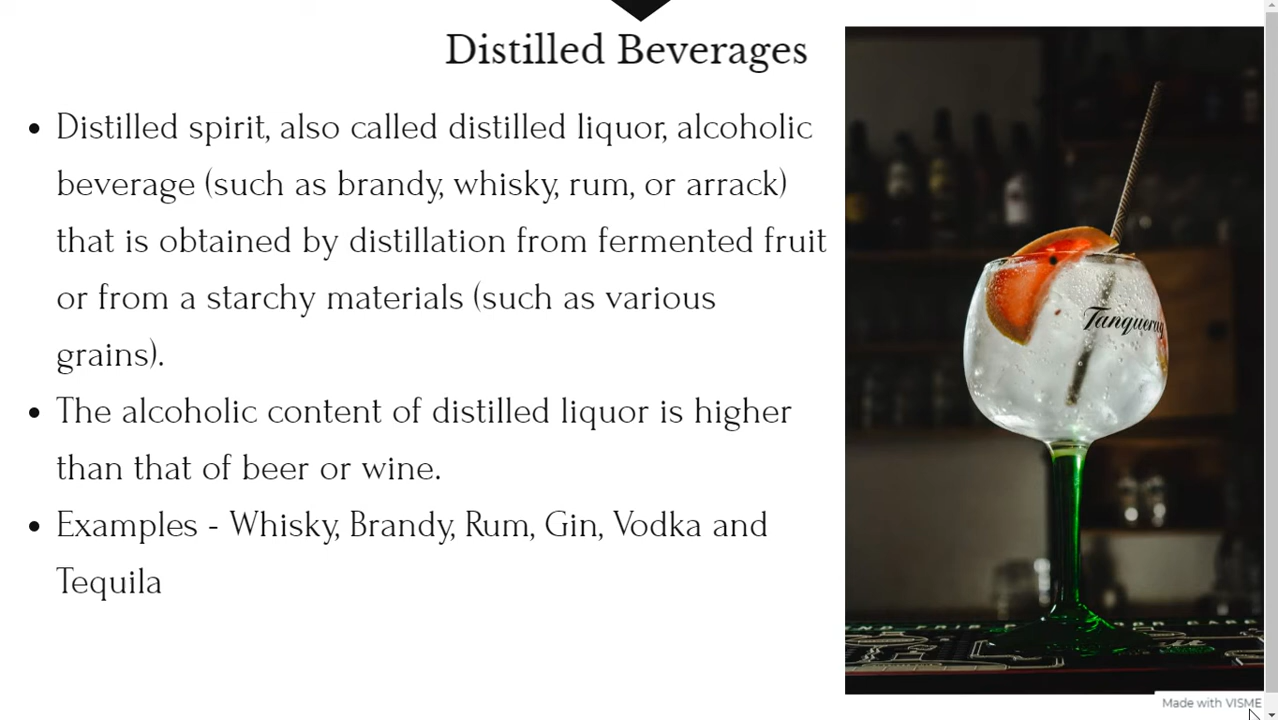 Distilled Beverages
• Distilled spirit, also called distilled liquor, alcoholic
beverage (such as brandy, whisky, rum, or arrack)
that is obtained by distillation from fermented fruit
or from a starchy materials (such as various
grains).
• The alcoholic content of distilled liquor is higher
than that of beer or wine.
• Examples - Whisky, Brandy, Rum, Gin, Vodka and
Tequila
Tanqueray
Made with VISME